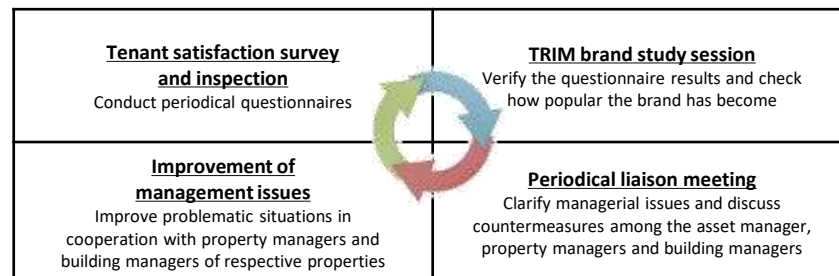 Tenant satisfaction survey
and inspection
Conduct periodical questionnaires
TRIM brand study session
Verify the questionnaire results and check
how popular the brand has become
Improvement of
management issues
Improve problematic situations in
cooperation with property managers and
building managers of respective properties
Periodical liaison meeting
Clarify managerial issues and discuss
countermeasures among the asset manager,
property managers and building managers